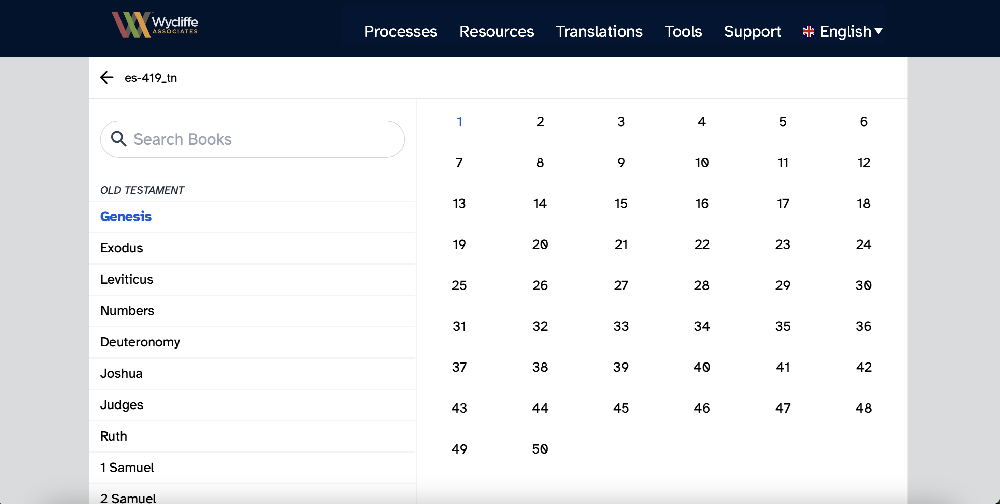 Wycliffe
ASSOCIATES
Processes Resources Translations Tools Support English
es-419_tn
Search Books
OLD TESTAMENT
Genesis
Exodus
Leviticus
Numbers
Deuteronomy
Joshua
Judges
Ruth
1 Samuel
2 Samuel
1 2 3 4 5 6
7 8 9 10 11 12
13 14 15 16 17 18
19 20 21 22 23 24
25 26 27 28 29 30
31 32 33 34 35 36
37 38 39 40 41 42
43 44 45 46 47 48
49 50